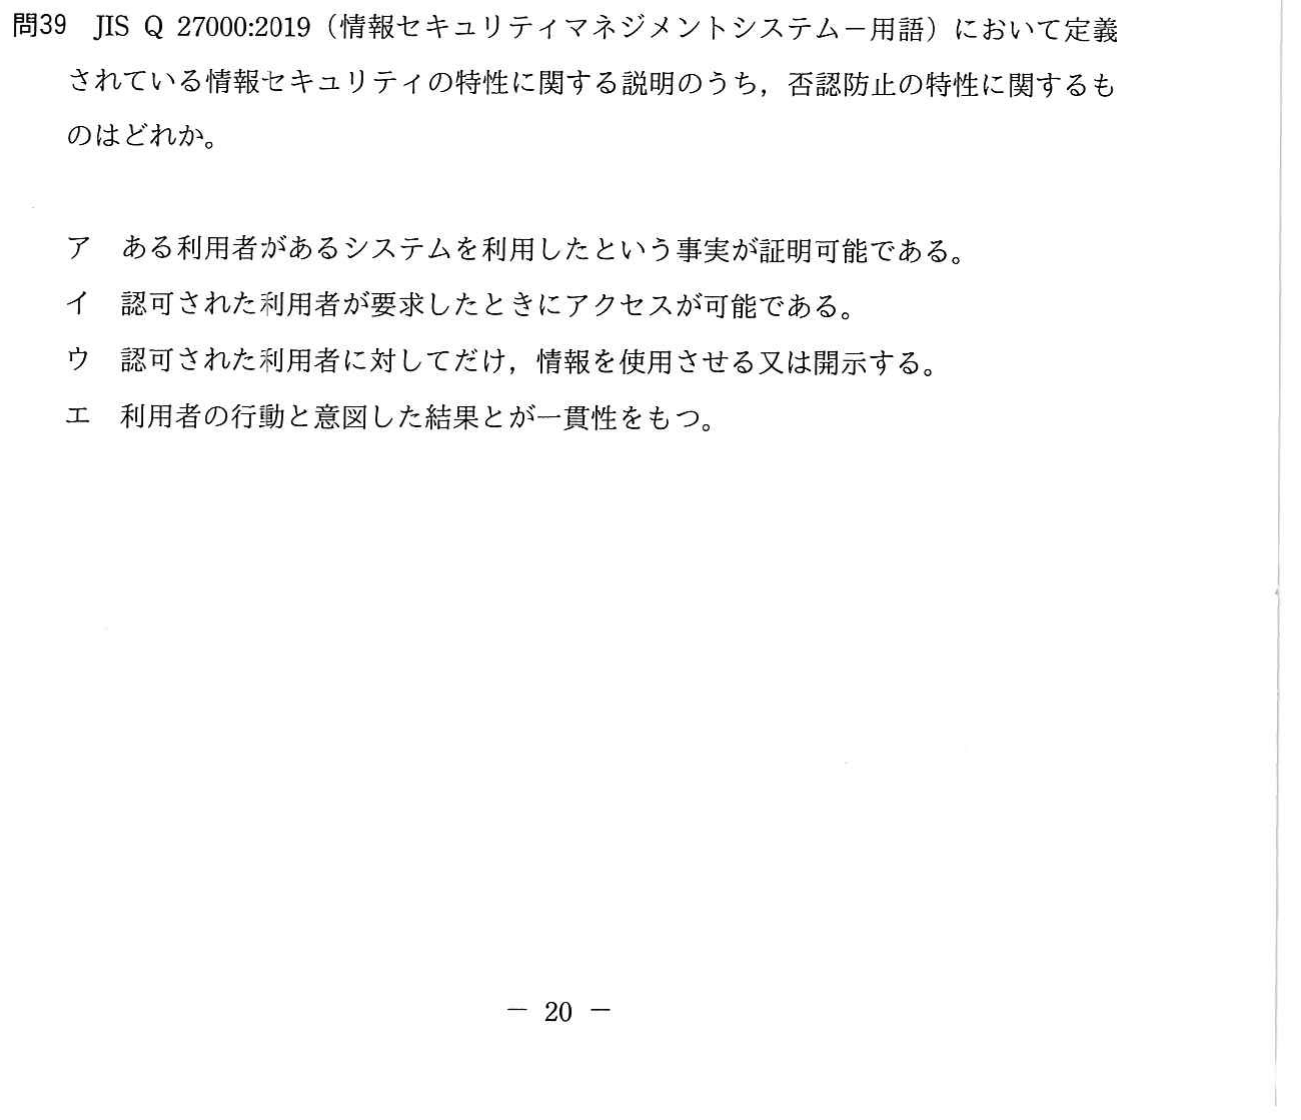 問39 JIS Q 27000:2019（情報セキュリティマネジメントシステム－用語）において定義
されている情報セキュリティの特性に関する説明のうち，否認防止の特性に関するも
のはどれか。
ア ある利用者があるシステムを利用したという事実が証明可能である。
イ 認可された利用者が要求したときにアクセスが可能である。
ウ 認可された利用者に対してだけ，情報を使用させる又は開示する。
エ 利用者の行動と意図した結果とが一貫性をもつ。
－ 20 －